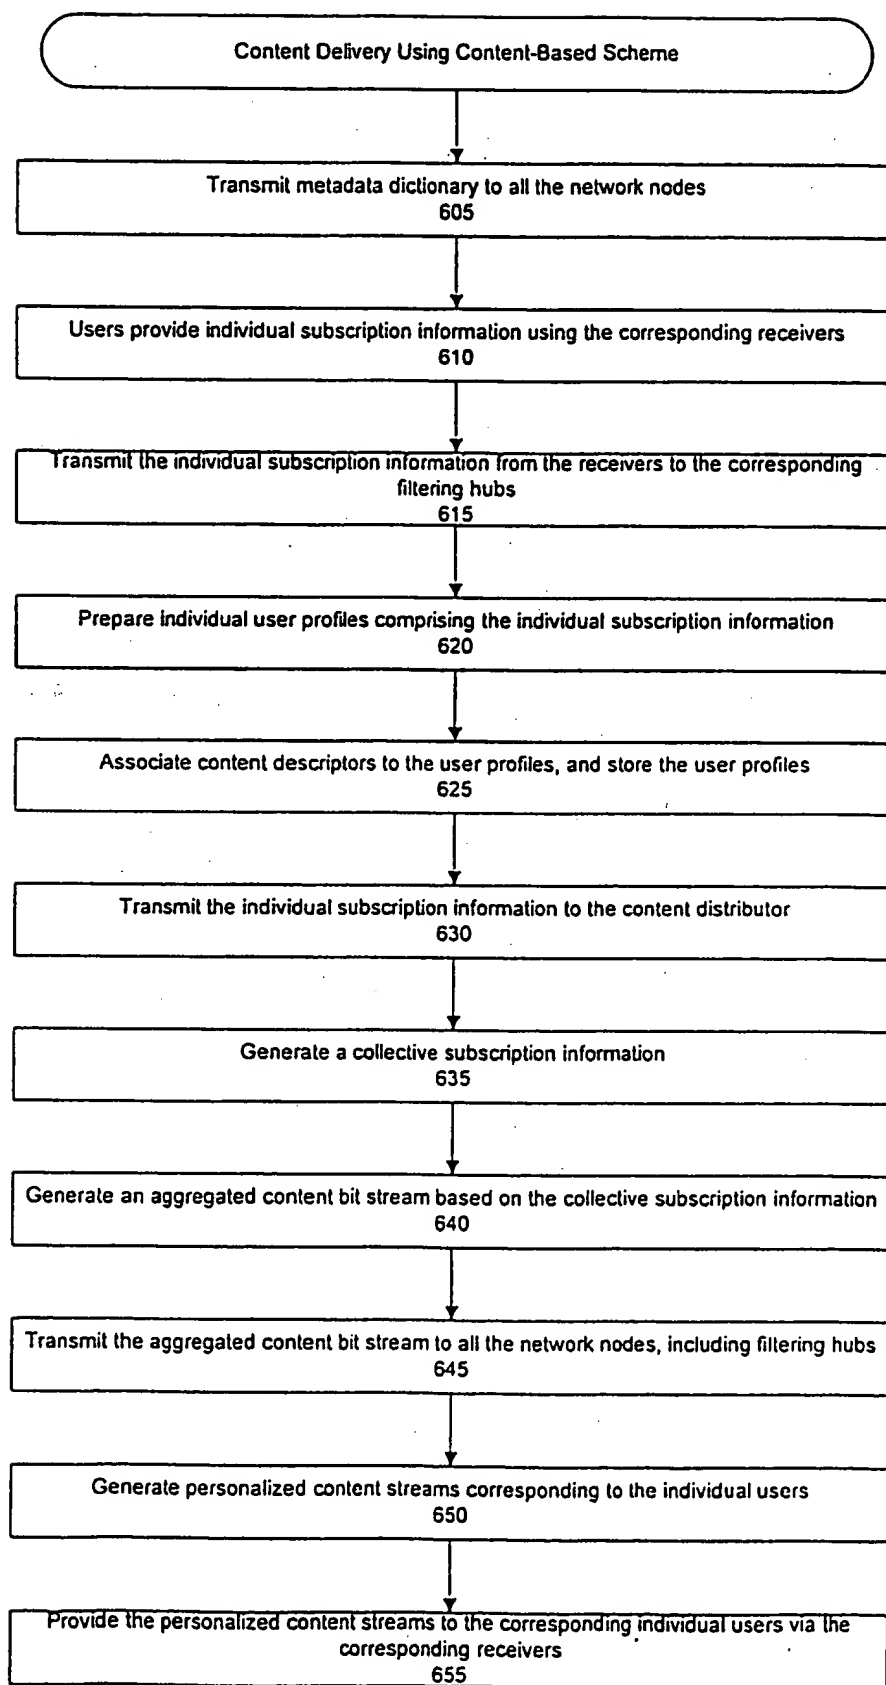 Content Delivery Using Content-Based Scheme
Transmit metadata dictionary to all the network nodes
605
Users provide individual subscription information using the corresponding receivers
610
Transmit the individual subscription information from the receivers to the corresponding
filtering hubs
615
Prepare individual user profiles comprising the individual subscription information
620
Associate content descriptors to the user profiles, and store the user profiles
625
Transmit the individual subscription information to the content distributor
630
Generate a collective subscription information
635
Generate an aggregated content bit stream based on the collective subscription information
640
Transmit the aggregated content bit stream to all the network nodes, including filtering hubs
645
Generate personalized content streams corresponding to the individual users
650
Provide the personalized content streams to the corresponding individual users via the
corresponding receivers
655